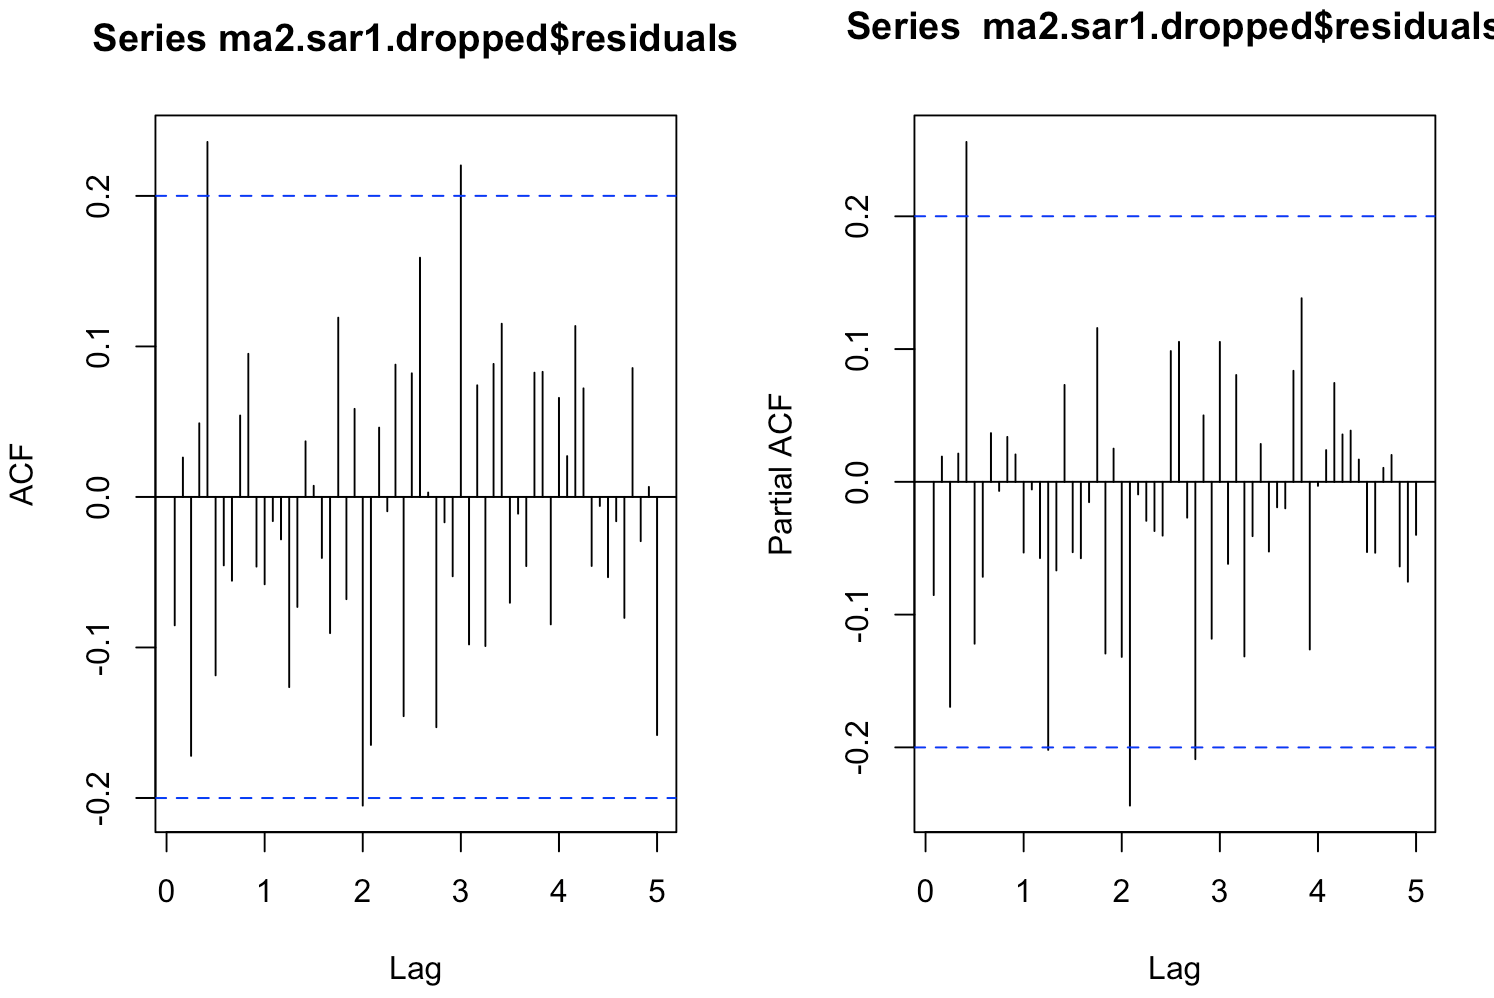 Series ma2.sar1.dropped$residuals
ACF
0.2
0.1
0.0
-0.1
-0.2
0 1 2 3 4 5
Lag
Series ma2.sar1.dropped$residuals
Partial ACF
0.2
0.1
0.0
-0.1
-0.2
0 1 2 3 4 5
Lag